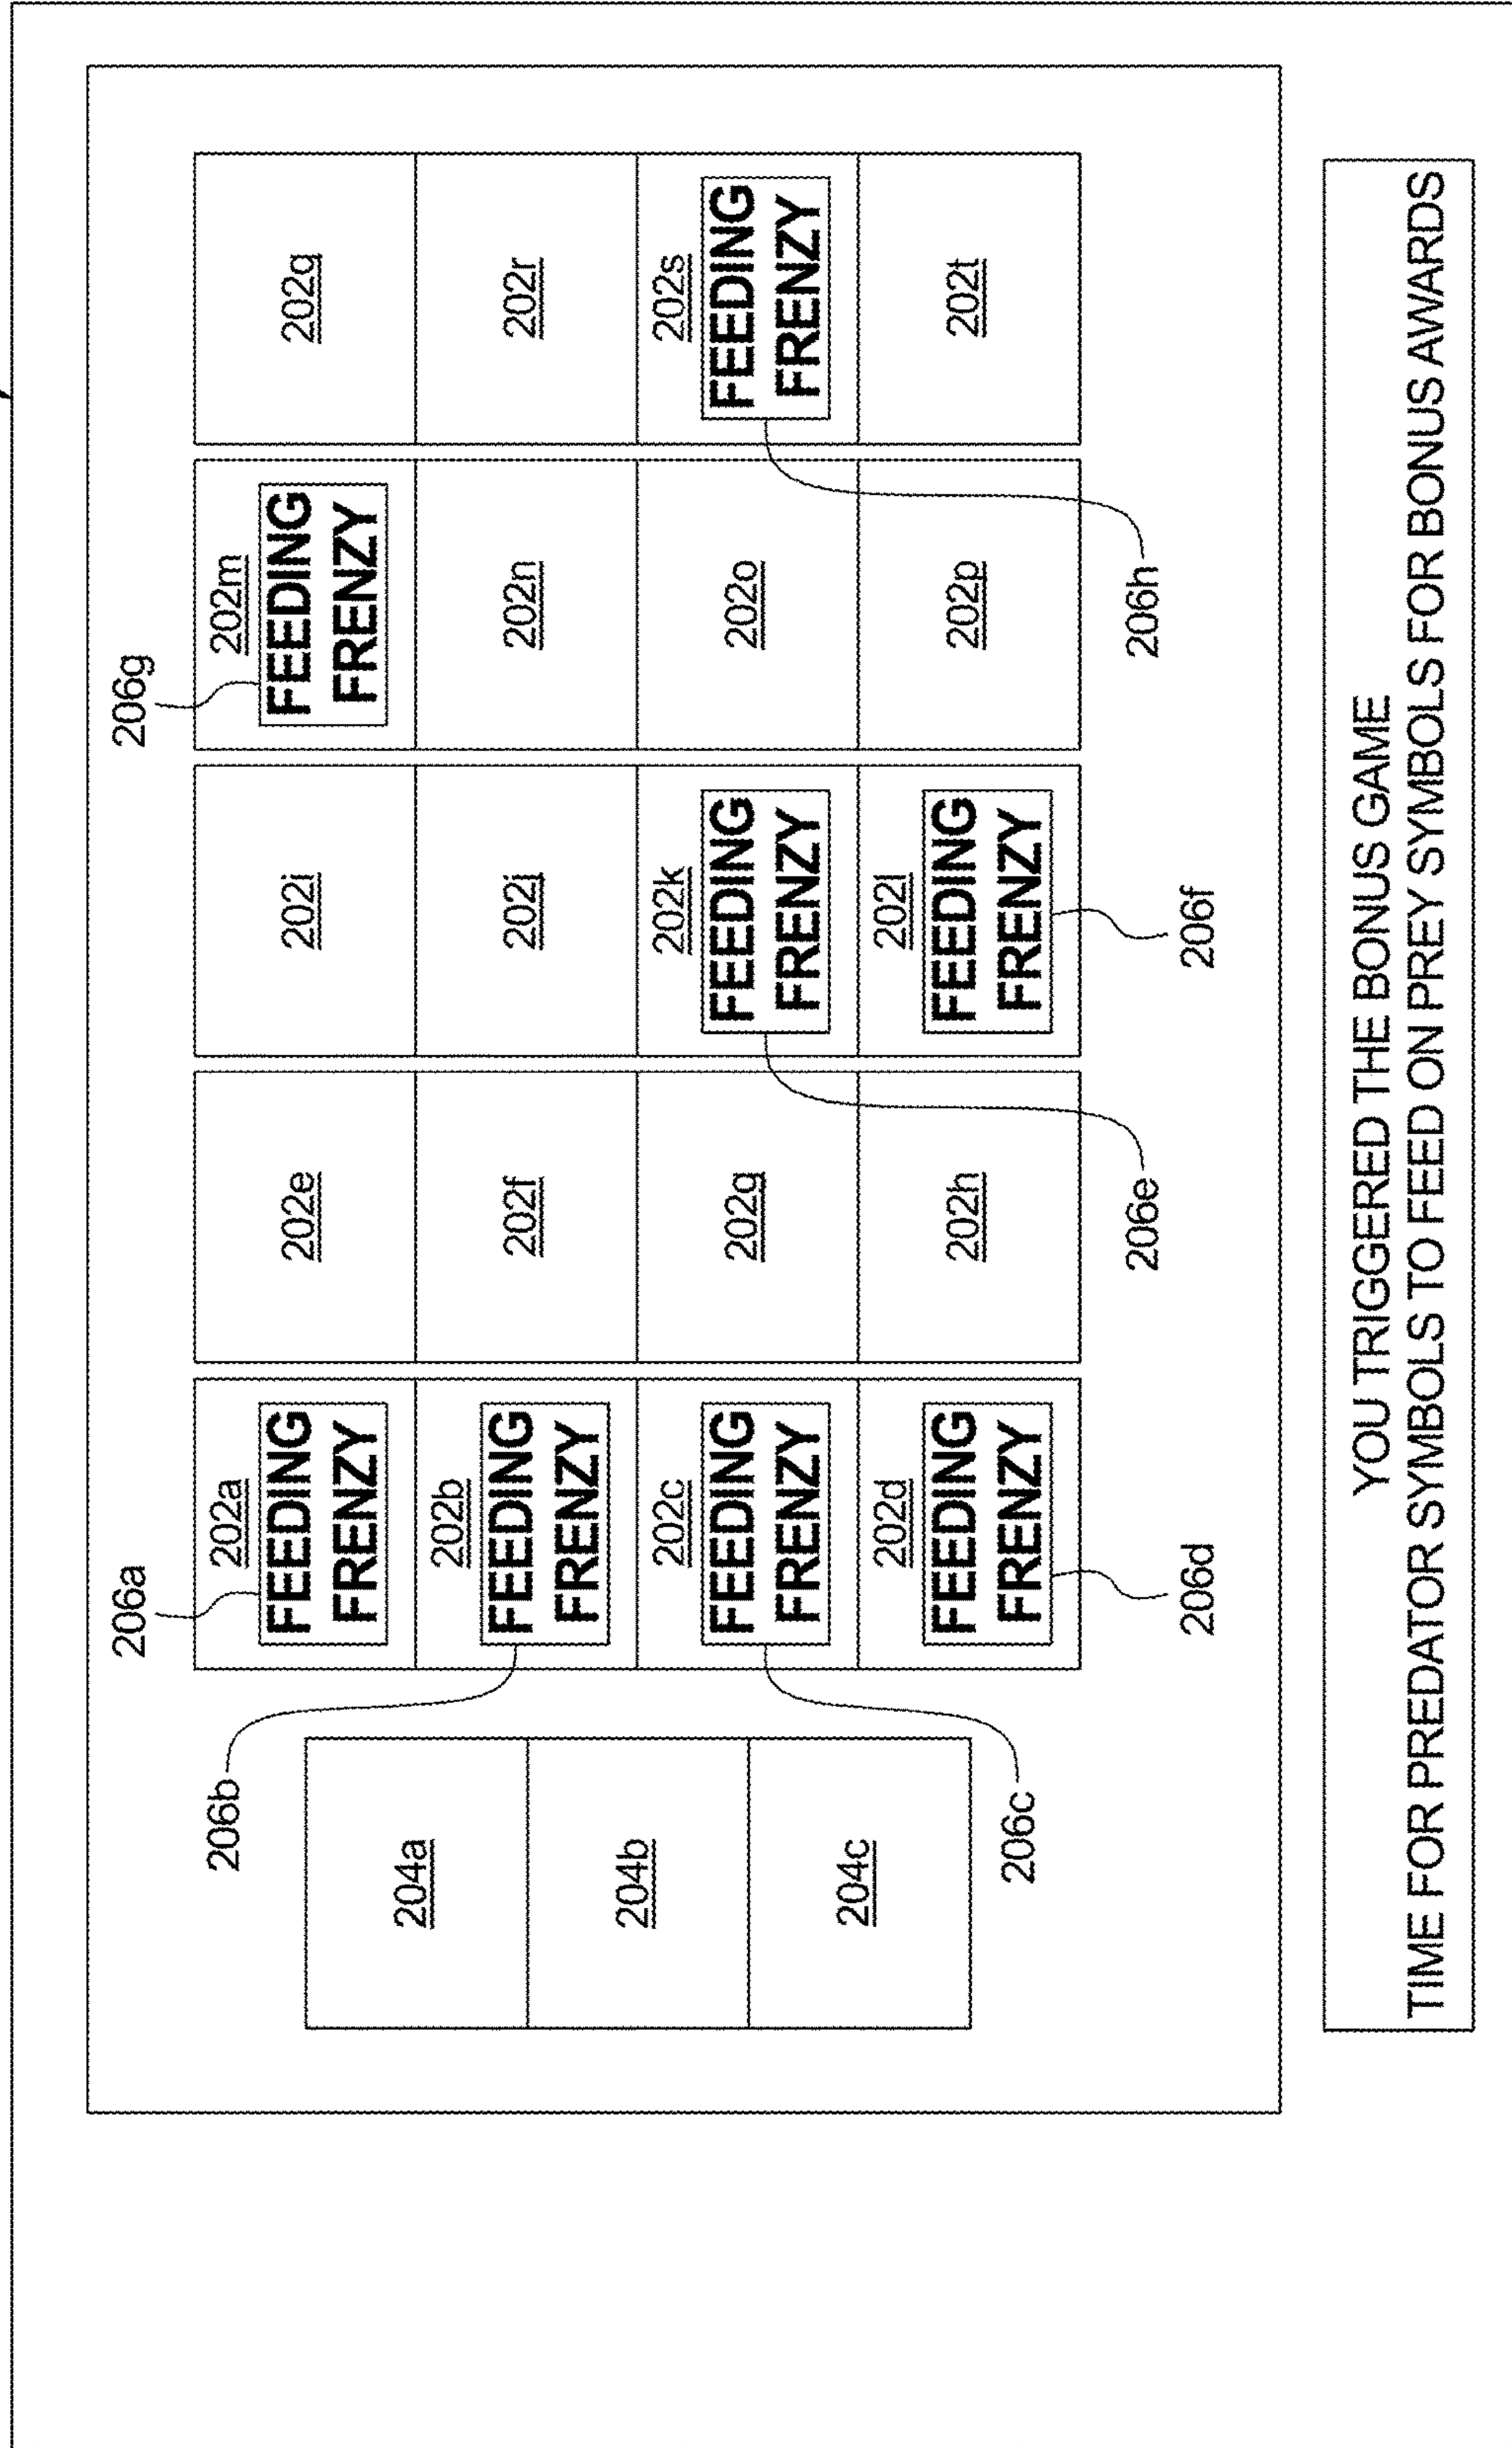 206a
206g
202a
FEEDING
FRENZY
202e
202i
202m
FEEDING
FRENZY
202q
206b
204a
202b
FEEDING
FRENZY
202f
202j
202n
202r
204b
202c
FEEDING
FRENZY
202g
202k
FEEDING
FRENZY
202o
202s
FEEDING
FRENZY
204c
202d
FEEDING
FRENZY
202h
202l
FEEDING
FRENZY
202p
202t
206c
206d
206e
206f
206h
YOU TRIGGERED THE BONUS GAME
TIME FOR PREDATOR SYMBOLS TO FEED ON PREY SYMBOLS FOR BONUS AWARDS